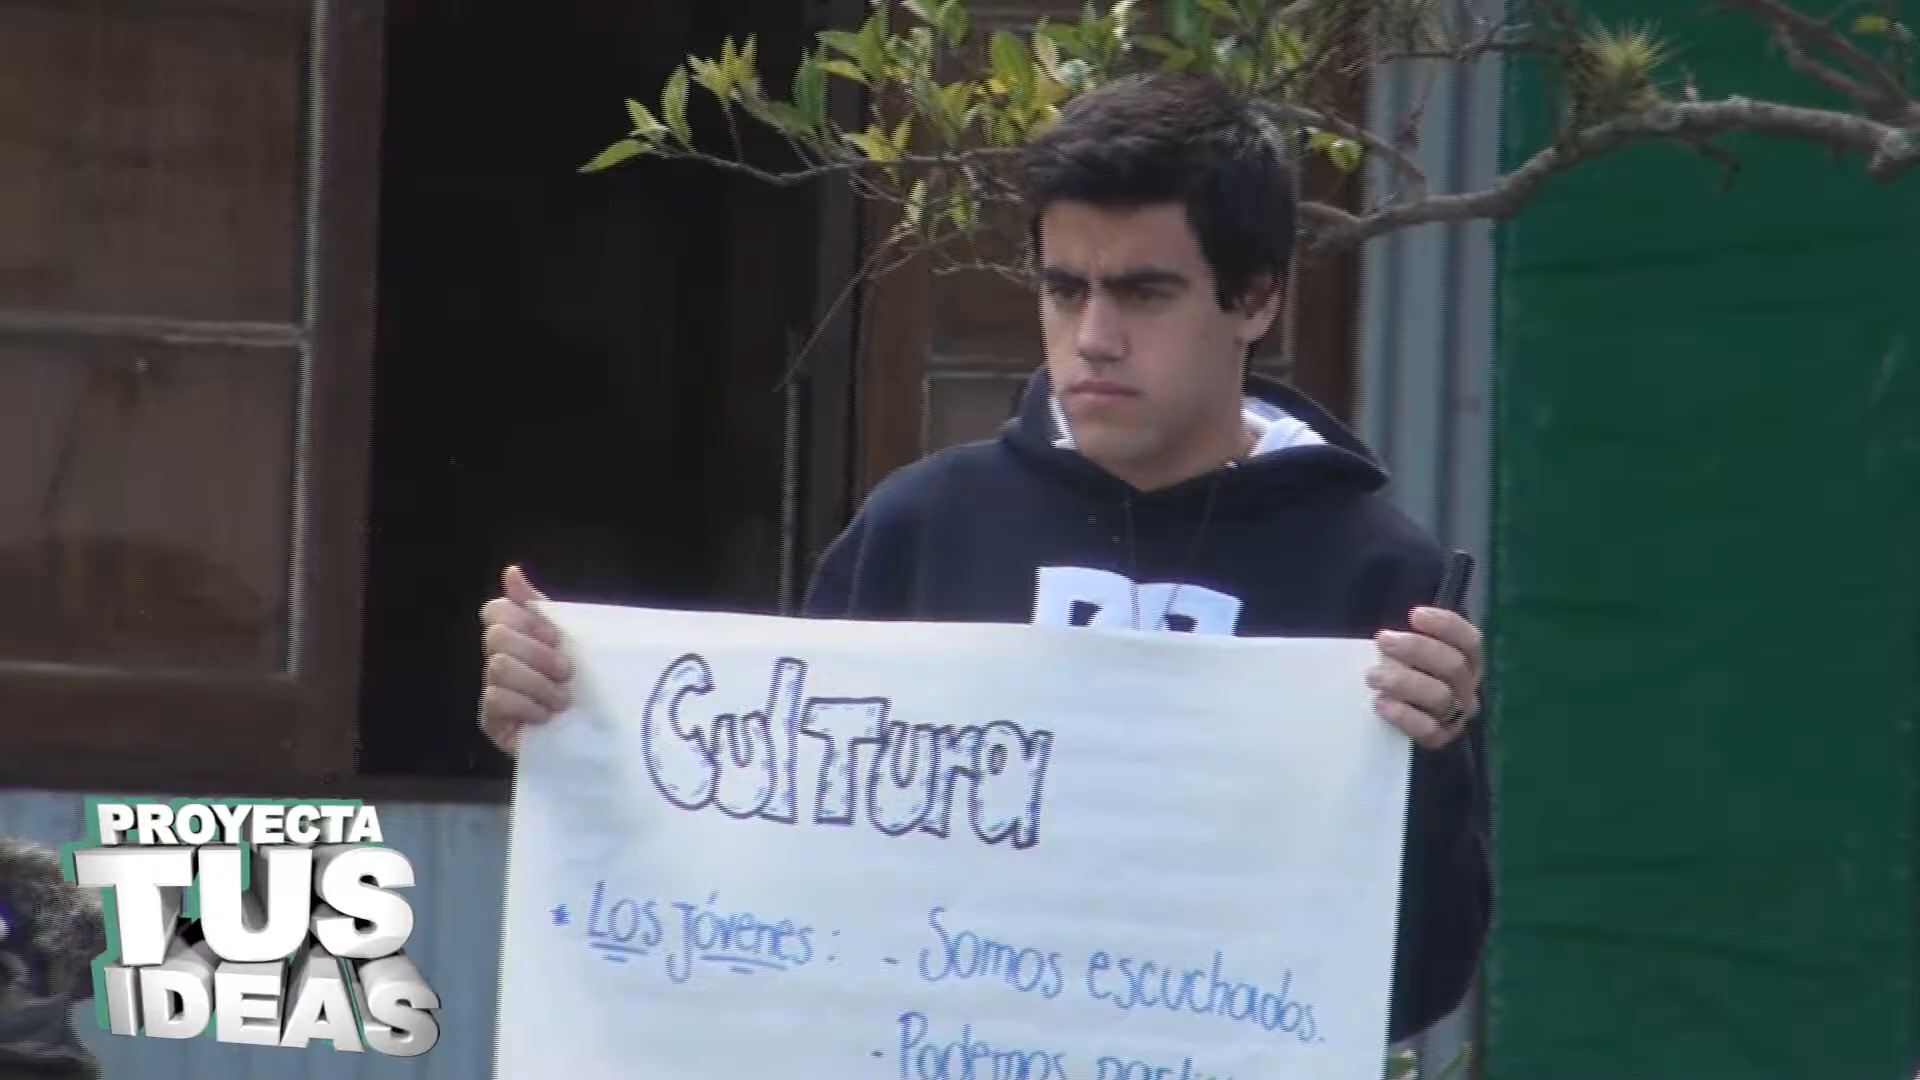 Cultura
* Los jóvenes: - Somos escuchados.
- Podemos
PROYECTA
TUS
IDEAS